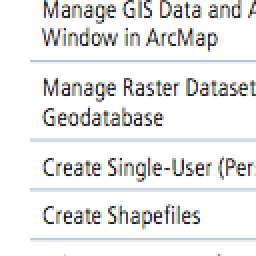 Manage GIS Data and
Window in ArcMap
Manage Raster Dataset
Geodatabase
Create Single-User (Per
Create Shapefiles